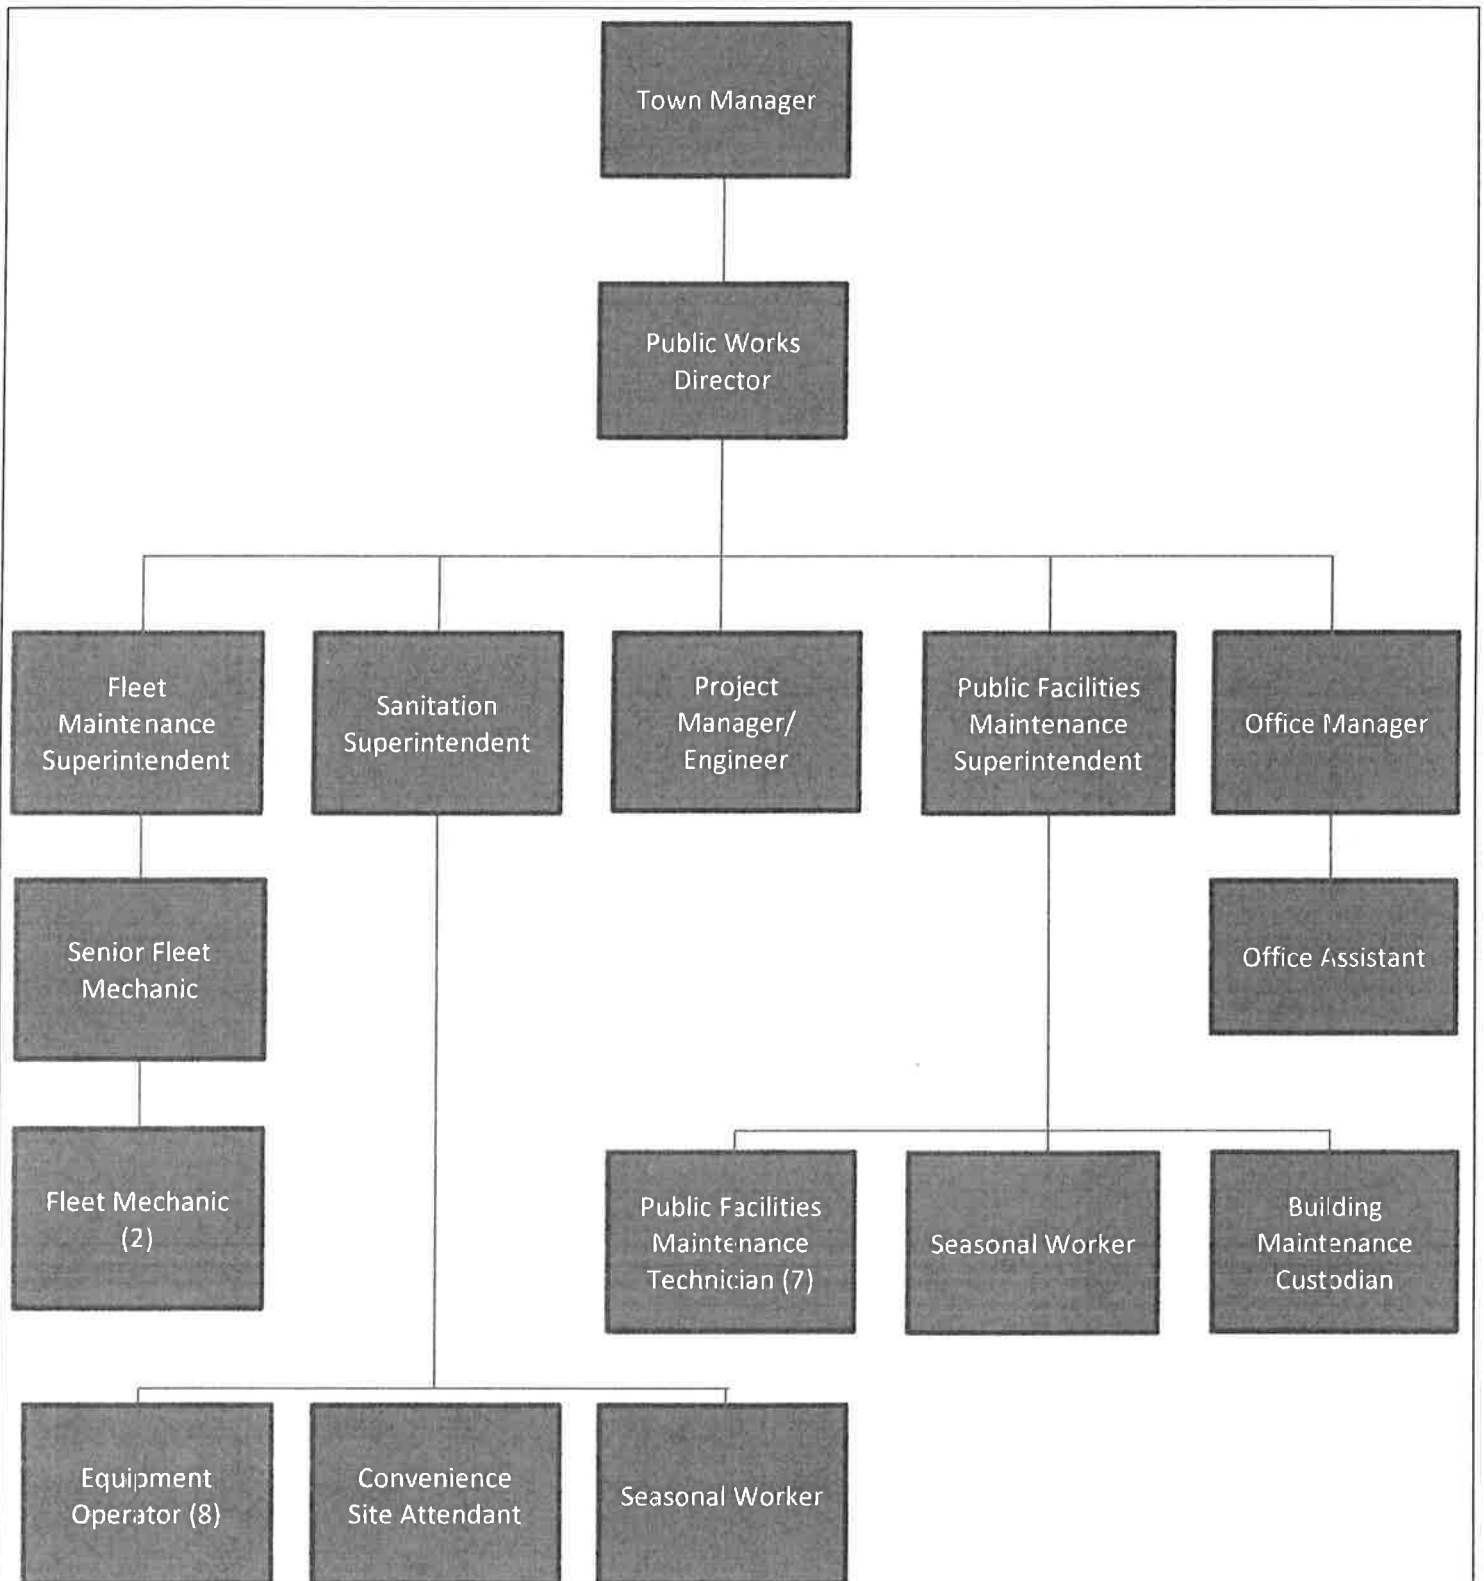 Town Manager
Public Works
Director
Fleet
Maintenance
Superintendent
Sanitation
Superintendent
Project
Manager/
Engineer
Public Facilities
Maintenance
Superintendent
Office Manager
Senior Fleet
Mechanic
Office Assistant
Fleet Mechanic
(2)
Public Facilities
Maintenance
Technician (7)
Seasonal Worker
Building
Maintenance
Custodian
Equipment
Operator (8)
Convenience
Site Attendant
Seasonal Worker